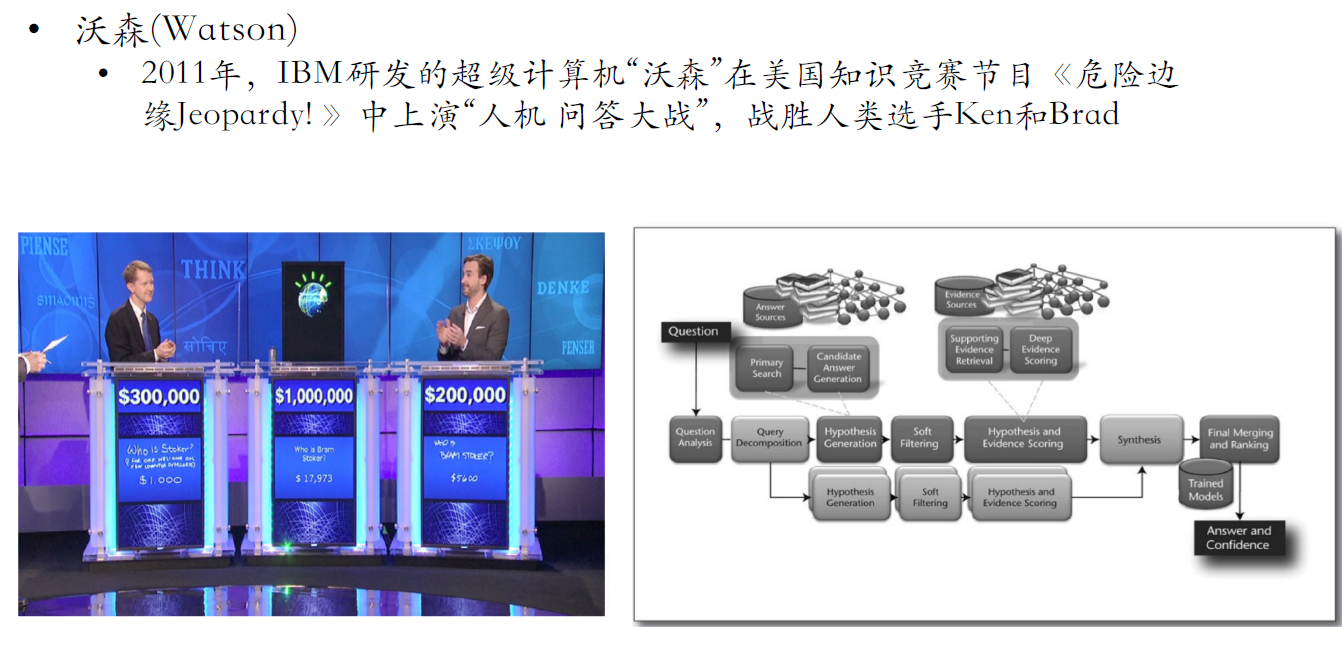 • 沃森(Watson)
• 2011年，IBM研发的超级计算机“沃森”在美国知识竞赛节目《危险边
缘Jeopardy! 》中上演“人机 问答大战”，战胜人类选手Ken和Brad
PIENSE
THINK
ΣΚΕΨΟΥ
DENKE
सोचिए
PENSER
$300,000
$1,000,000
$200,000
Who is Stoker?
(I FOR ONE WELCOME OUR
NEW COMPUTER OVERLORDS)
$1,000
Who is Bram
Stoker?
$ 17,973
WHO IS
BRAM STOKER?
$5600
Answer
Sources
Evidence
Sources
Question
Primary
Search
Candidate
Answer
Generation
Supporting
Evidence
Retrieval
Deep
Evidence
Scoring
Question
Analysis
Query
Decomposition
Hypothesis
Generation
Soft
Filtering
Hypothesis and
Evidence Scoring
Synthesis
Final Merging
and Ranking
Hypothesis
Generation
Soft
Filtering
Hypothesis and
Evidence Scoring
Trained
Models
Answer and
Confidence